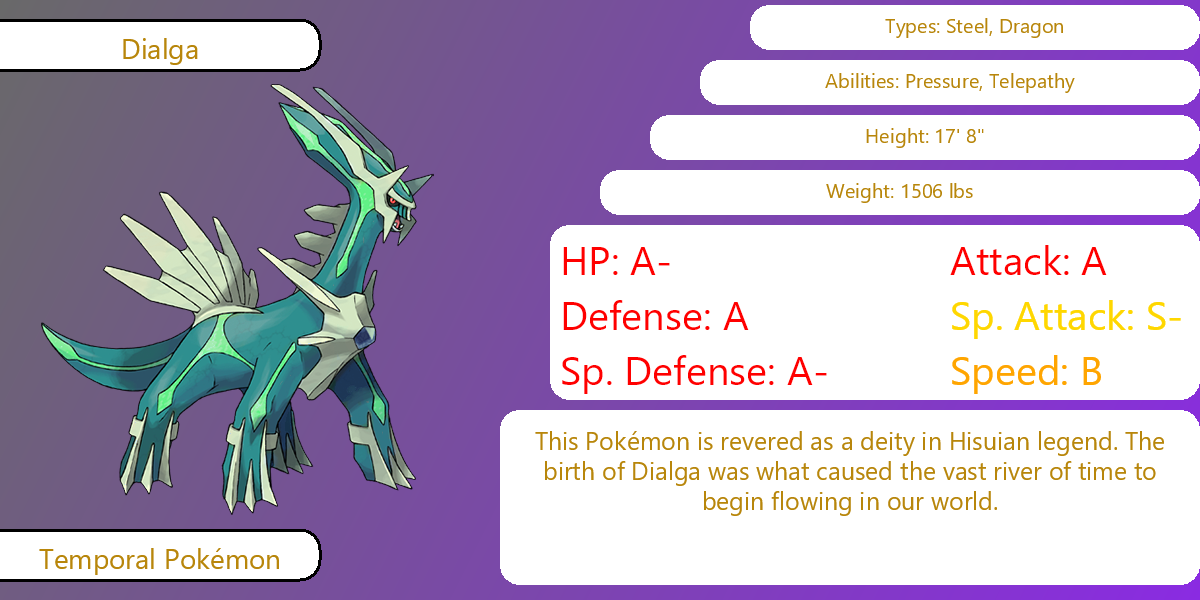 Dialga
Types: Steel, Dragon
Abilities: Pressure, Telepathy
Height: 17' 8"
Weight: 1506 lbs
HP: A-
Attack: A
Defense: A
Sp. Attack: S-
Sp. Defense: A-
Speed: B
This Pokémon is revered as a deity in Hisuian legend. The
birth of Dialga was what caused the vast river of time to
begin flowing in our world.
Temporal Pokémon